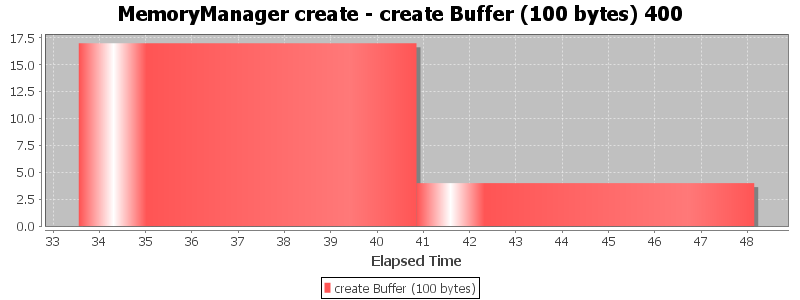 MemoryManager create - create Buffer (100 bytes) 400
17.5
15.0
12.5
10.0
7.5
5.0
2.5
0.0
33 34 35 36 37 38 39 40 41 42 43 44 45 46 47 48
Elapsed Time
create Buffer (100 bytes)